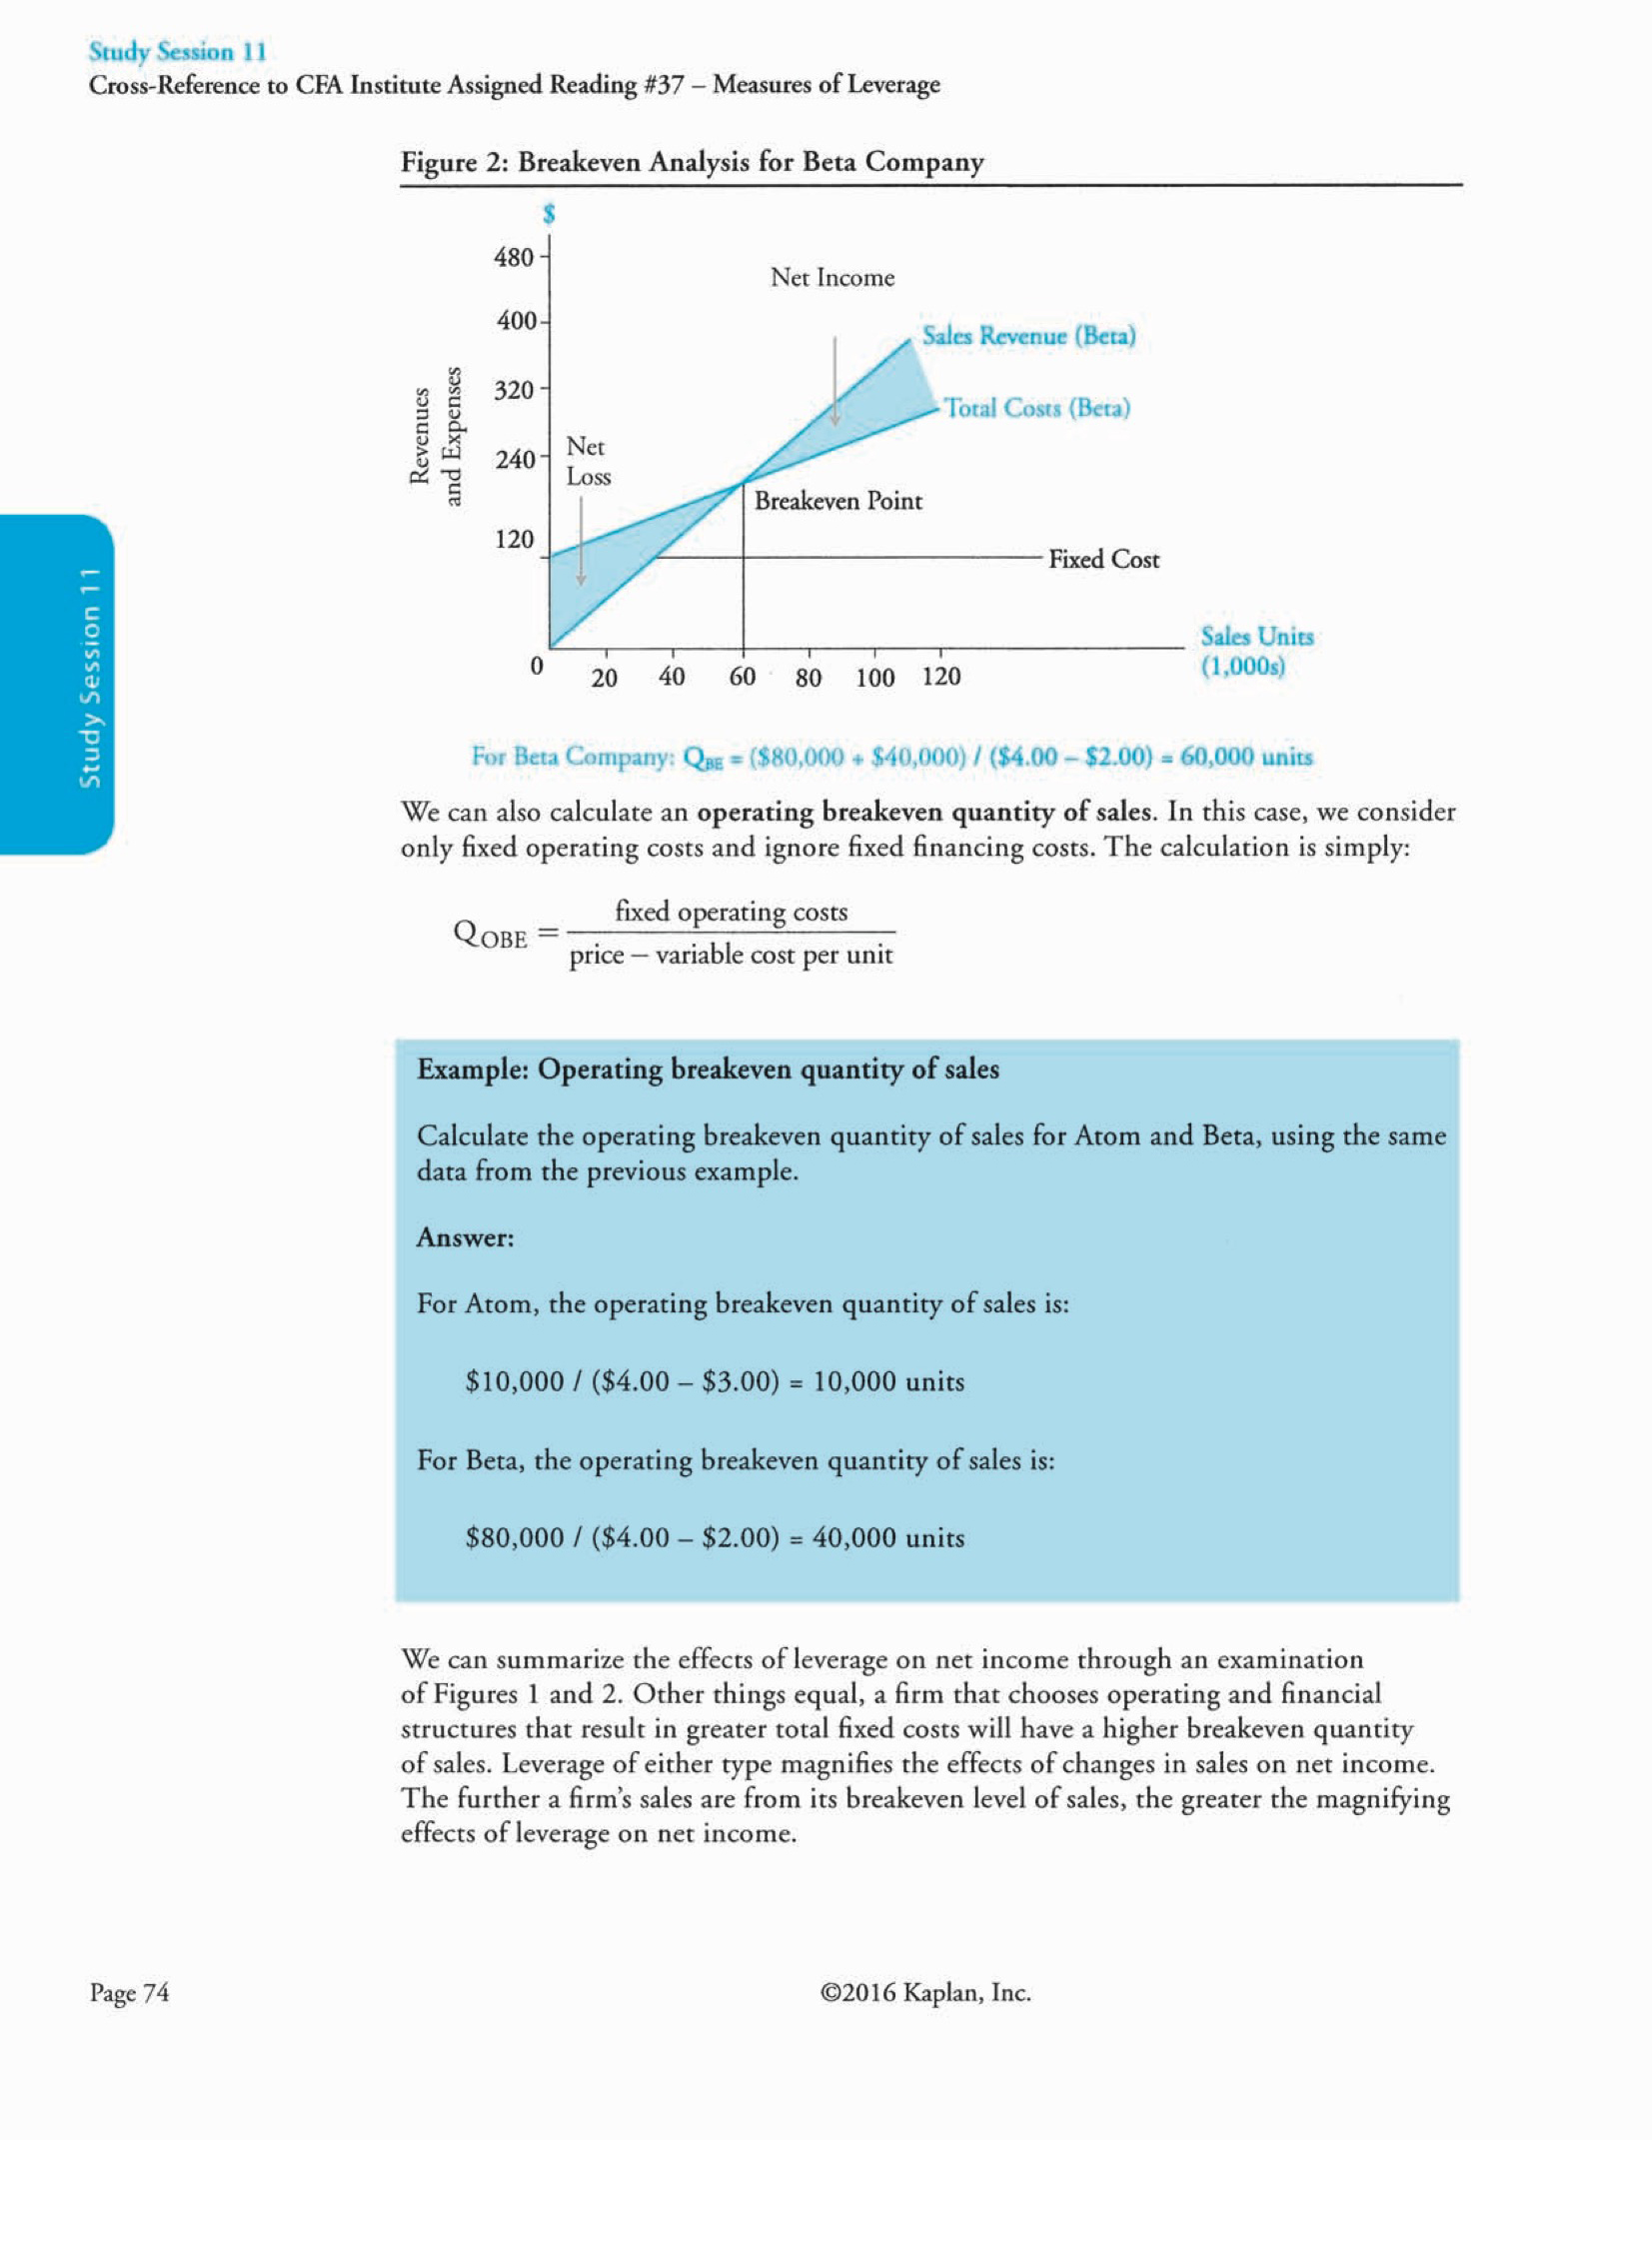 Study Session 11
Cross-Reference to CFA Institute Assigned Reading #37 – Measures of Leverage
Figure 2: Breakeven Analysis for Beta Company
$
480
Net Income
400
Sales Revenue (Beta)
Revenues
and Expenses
320
Total Costs (Beta)
240
Net
Loss
Breakeven Point
120
Fixed Cost
Study Session 11
Sales Units
(1,000s)
0 20 40 60 80 100 120
For Beta Company: QBE = ($80,000 + $40,000) / ($4.00 – $2.00) = 60,000 units
We can also calculate an operating breakeven quantity of sales. In this case, we consider
only fixed operating costs and ignore fixed financing costs. The calculation is simply:
QOBE = fixed operating costs
price – variable cost per unit
Example: Operating breakeven quantity of sales
Calculate the operating breakeven quantity of sales for Atom and Beta, using the same
data from the previous example.
Answer:
For Atom, the operating breakeven quantity of sales is:
$10,000 / ($4.00 – $3.00) = 10,000 units
For Beta, the operating breakeven quantity of sales is:
$80,000 / ($4.00 – $2.00) = 40,000 units
We can summarize the effects of leverage on net income through an examination
of Figures 1 and 2. Other things equal, a firm that chooses operating and financial
structures that result in greater total fixed costs will have a higher breakeven quantity
of sales. Leverage of either type magnifies the effects of changes in sales on net income.
The further a firm's sales are from its breakeven level of sales, the greater the magnifying
effects of leverage on net income.
Page 74
©2016 Kaplan, Inc.